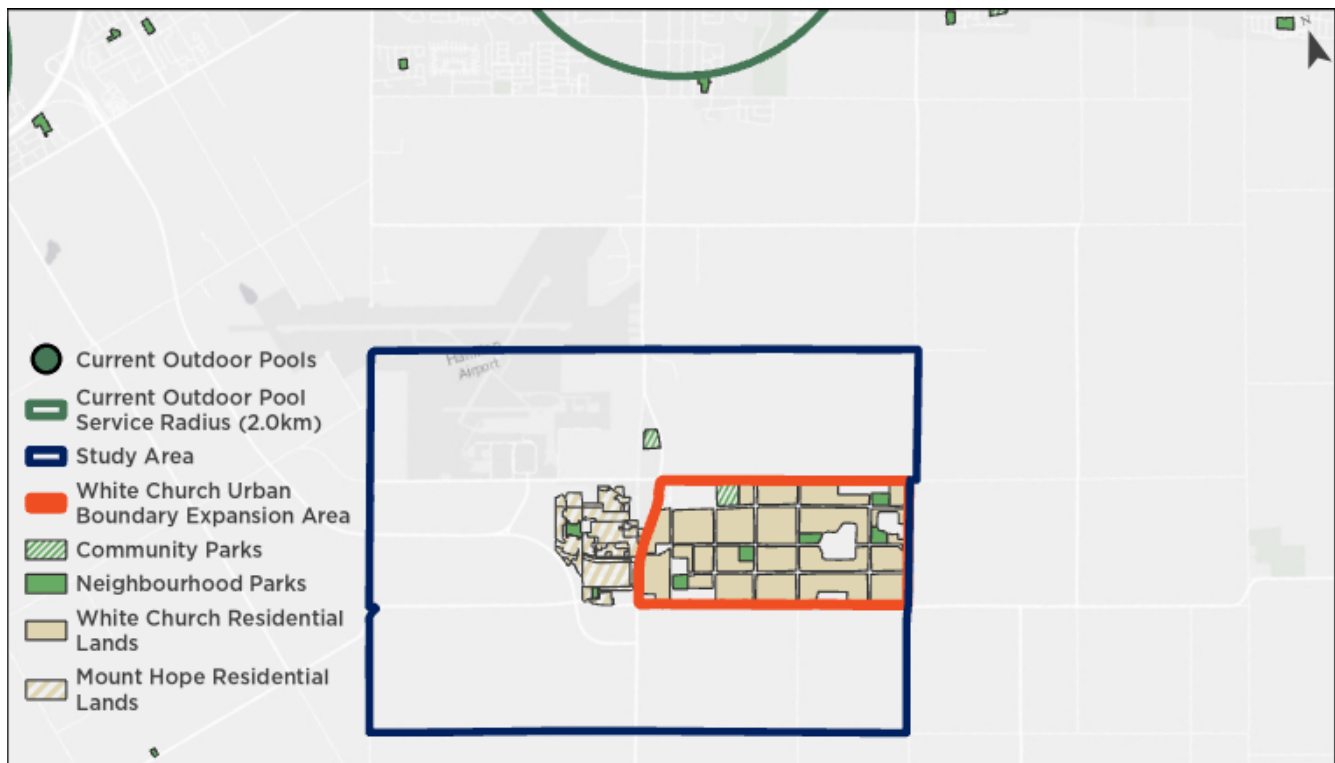 N
Hamilton
Airport
Current Outdoor Pools
Current Outdoor Pool
Service Radius (2.0km)
Study Area
White Church Urban
Boundary Expansion Area
Community Parks
Neighbourhood Parks
White Church Residential
Lands
Mount Hope Residential
Lands